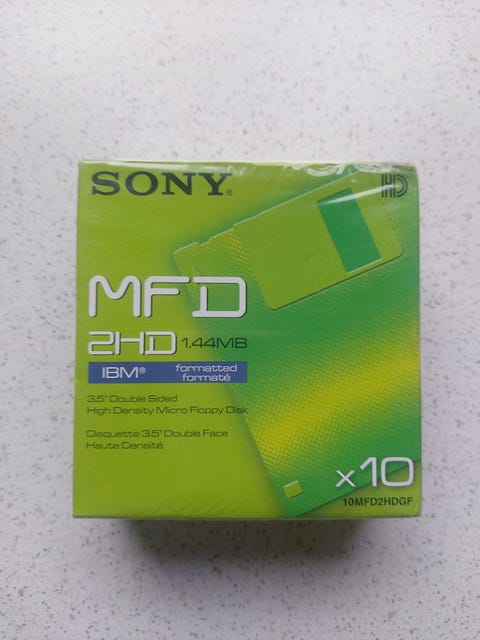 SONY®
HD
MFD
2HD 1.44MB
IBM® formatted
formaté
3.5" Double Sided
High Density Micro Floppy Disk
Disquette 3.5" Double Face
Haute Densité
x10
10MFD2HDGF